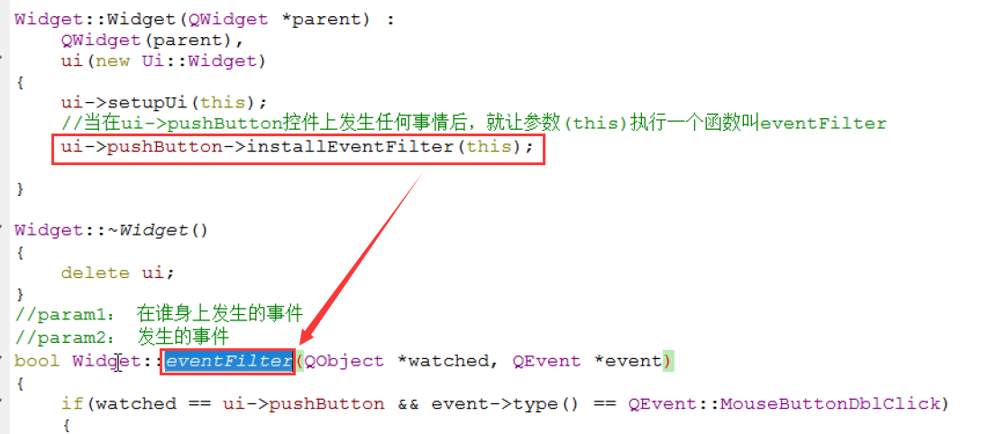 Widget::Widget(QWidget *parent) :
    QWidget(parent),
    ui(new Ui::Widget)
{
    ui->setupUi(this);
    //当在ui->pushButton控件上发生任何事情后，就让参数(this)执行一个函数叫eventFilter
    ui->pushButton->installEventFilter(this);
}
Widget::~Widget()
{
    delete ui;
}
//param1： 在谁身上发生的事件
//param2： 发生的事件
bool Widget::eventFilter(QObject *watched, QEvent *event)
{
    if(watched == ui->pushButton && event->type() == QEvent::MouseButtonDblClick)
    {